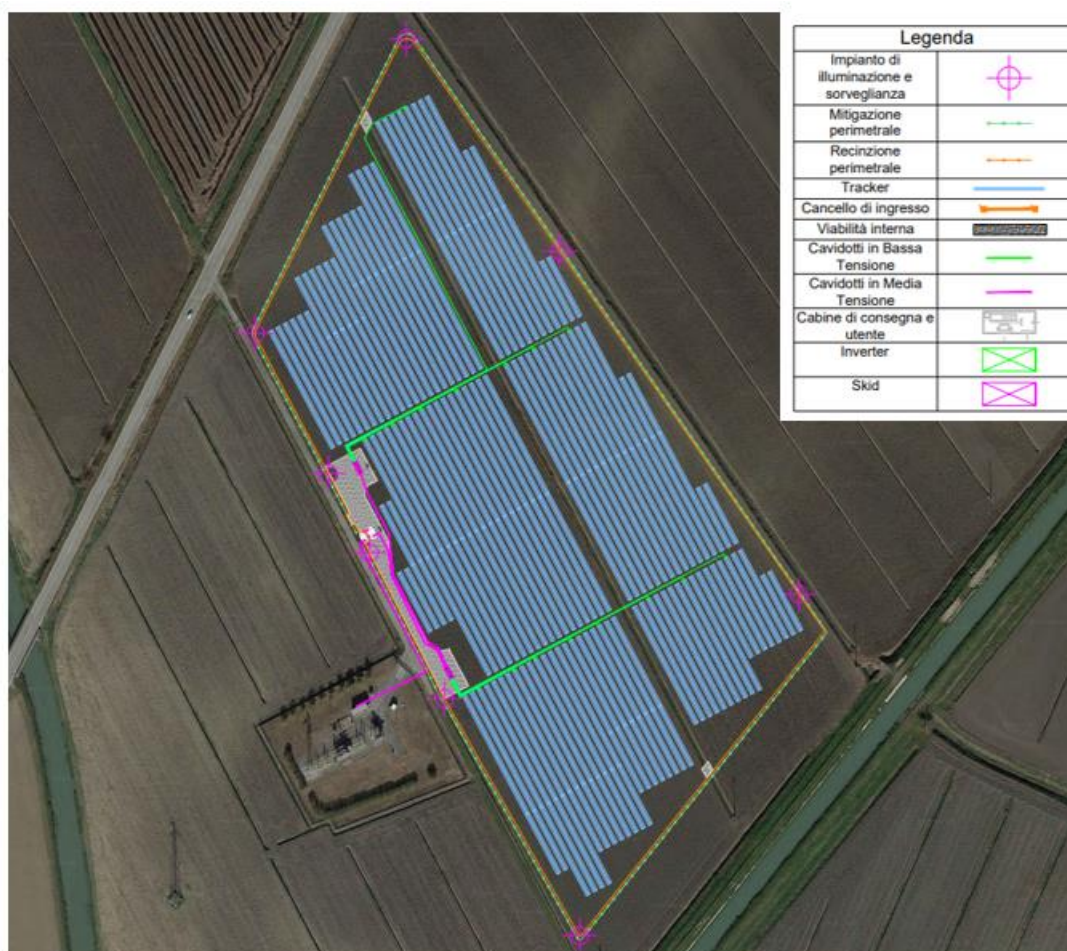 Legenda
Impianto di
illuminazione e
sorveglianza
Mitigazione
perimetrale
Recinzione
perimetrale
Tracker
Cancello di ingresso
Viabilità interna
Cavidotti in Bassa
Tensione
Cavidotti in Media
Tensione
Cabine di consegna e
utente
Inverter
Skid